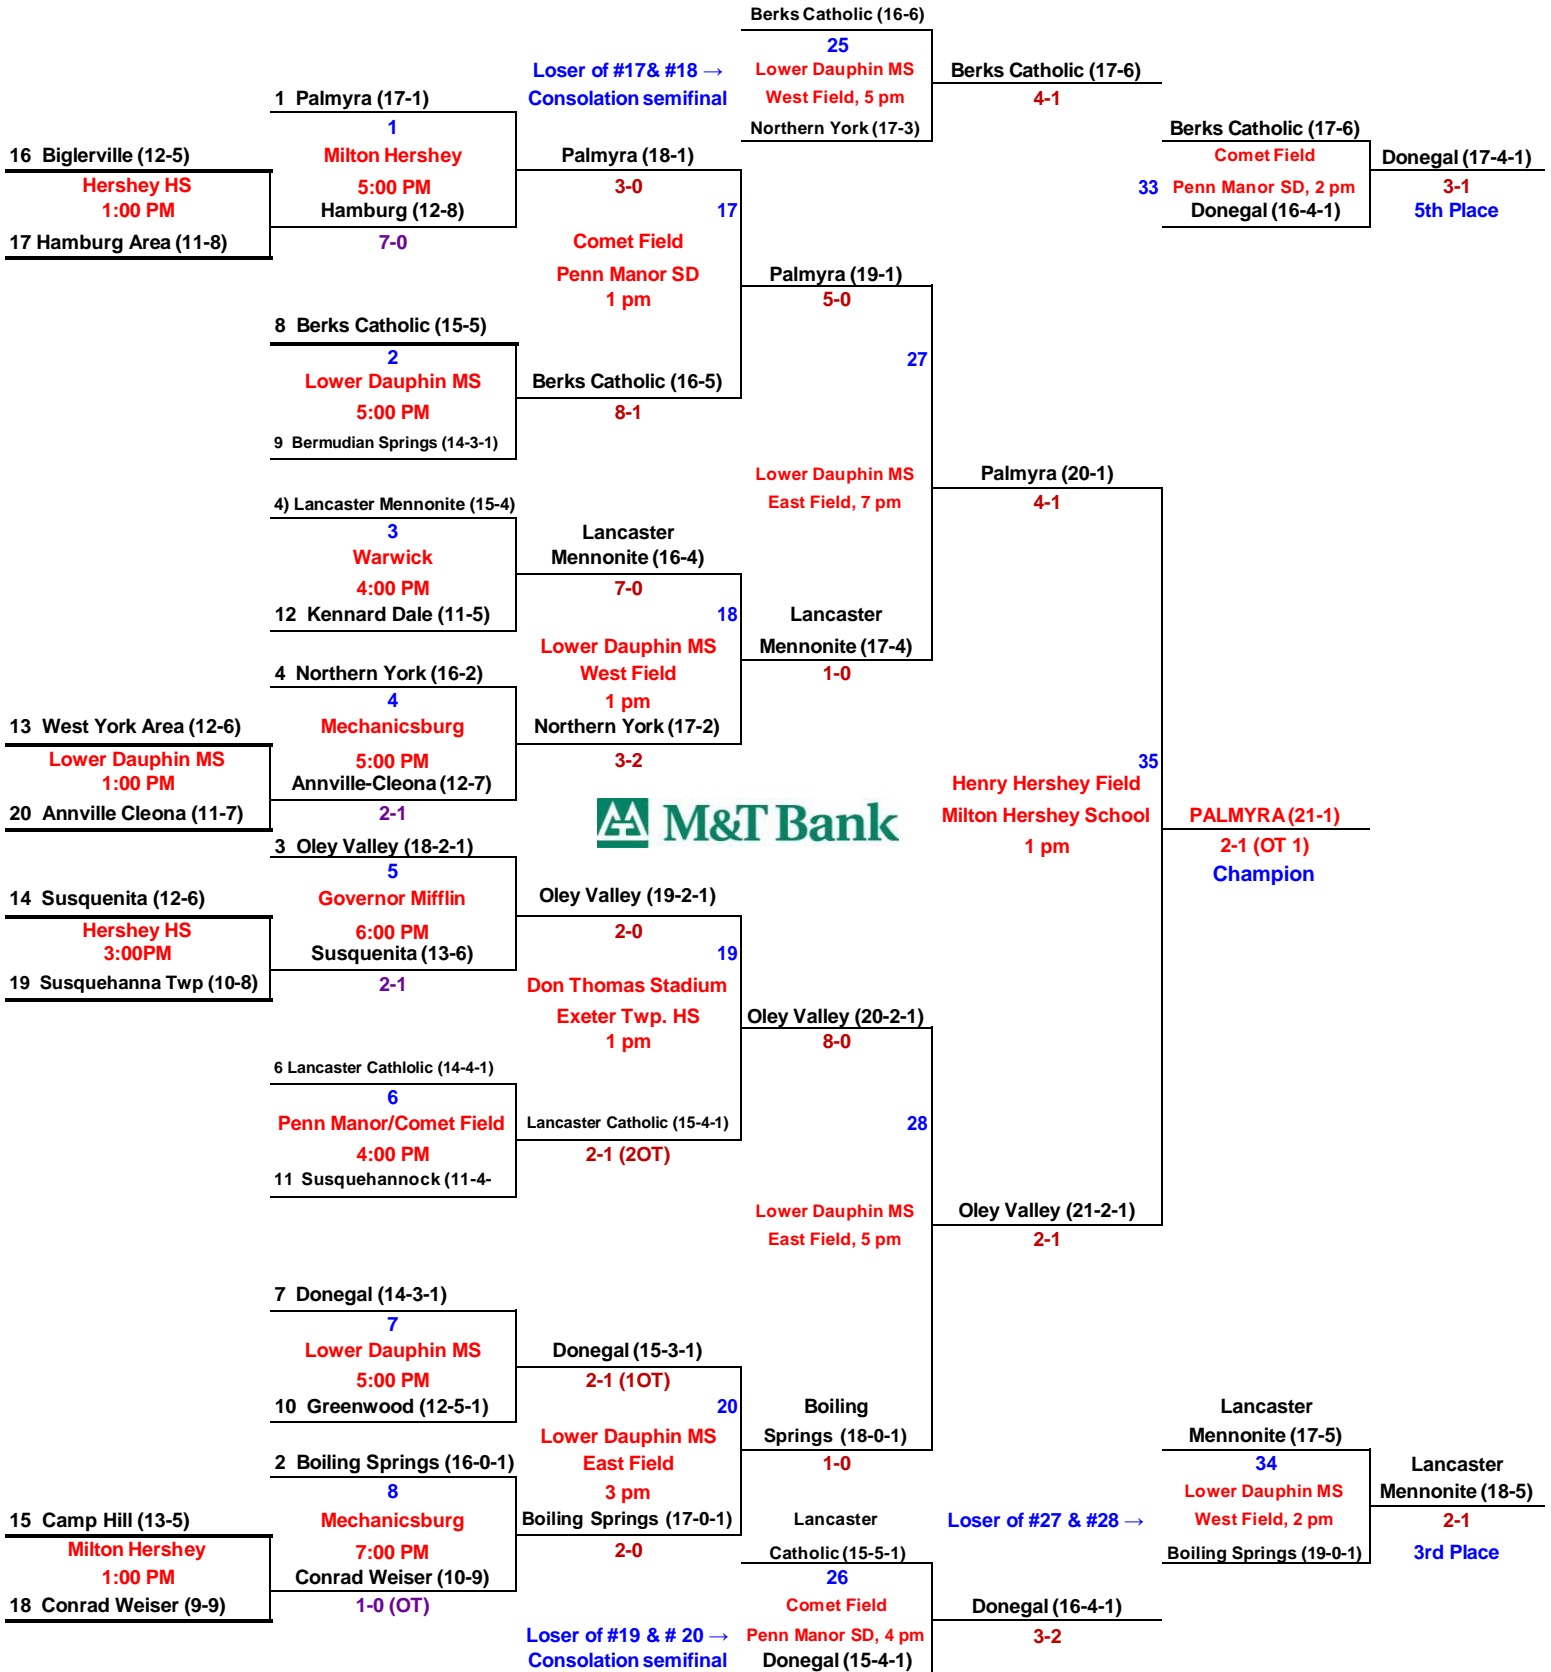 Berks Catholic (16-6)
25
Loser of #17& #18 →
Lower Dauphin MS
Berks Catholic (17-6)
Consolation semifinal
West Field, 5 pm
4-1
Northern York (17-3)
Berks Catholic (17-6)
Comet Field
33 Penn Manor SD, 2 pm
Donegal (16-4-1)
Donegal (17-4-1)
3-1
5th Place
1 Palmyra (17-1)
1
Milton Hershey
5:00 PM
Hamburg (12-8)
7-0
16 Biglerville (12-5)
Hershey HS
1:00 PM
17 Hamburg Area (11-8)
Palmyra (18-1)
3-0
17
Comet Field
Penn Manor SD
1 pm
Palmyra (19-1)
5-0
8 Berks Catholic (15-5)
2
Lower Dauphin MS
5:00 PM
9 Bermudian Springs (14-3-1)
Berks Catholic (16-5)
8-1
27
Lower Dauphin MS
East Field, 7 pm
Palmyra (20-1)
4-1
4) Lancaster Mennonite (15-4)
3
Warwick
4:00 PM
12 Kennard Dale (11-5)
Lancaster
Mennonite (16-4)
7-0
18
Lower Dauphin MS
West Field
1 pm
Lancaster
Mennonite (17-4)
1-0
4 Northern York (16-2)
4
Mechanicsburg
5:00 PM
Annville-Cleona (12-7)
2-1
13 West York Area (12-6)
Lower Dauphin MS
1:00 PM
20 Annville Cleona (11-7)
Northern York (17-2)
3-2
M&T Bank
35
Henry Hershey Field
Milton Hershey School
1 pm
PALMYRA (21-1)
2-1 (OT 1)
Champion
3 Oley Valley (18-2-1)
5
Governor Mifflin
6:00 PM
Susquenita (13-6)
2-1
14 Susquenita (12-6)
Hershey HS
3:00PM
19 Susquehanna Twp (10-8)
Oley Valley (19-2-1)
2-0
19
Don Thomas Stadium
Exeter Twp. HS
1 pm
Oley Valley (20-2-1)
8-0
6 Lancaster Cathlolic (14-4-1)
6
Penn Manor/Comet Field
4:00 PM
11 Susquehannock (11-4-
Lancaster Catholic (15-4-1)
2-1 (2OT)
28
Lower Dauphin MS
East Field, 5 pm
Oley Valley (21-2-1)
2-1
7 Donegal (14-3-1)
7
Lower Dauphin MS
5:00 PM
10 Greenwood (12-5-1)
Donegal (15-3-1)
2-1 (1OT)
20
Lower Dauphin MS
East Field
3 pm
Boiling
Springs (18-0-1)
1-0
2 Boiling Springs (16-0-1)
8
Mechanicsburg
7:00 PM
Conrad Weiser (10-9)
1-0 (OT)
15 Camp Hill (13-5)
Milton Hershey
1:00 PM
18 Conrad Weiser (9-9)
Boiling Springs (17-0-1)
2-0
Lancaster
Mennonite (17-5)
34
Lower Dauphin MS
Loser of #27 & #28 →
West Field, 2 pm
Boiling Springs (19-0-1)
Lancaster
Mennonite (18-5)
2-1
3rd Place
Lancaster
Catholic (15-5-1)
26
Comet Field
Loser of #19 & # 20 →
Penn Manor SD, 4 pm
Consolation semifinal
Donegal (15-4-1)
Donegal (16-4-1)
3-2